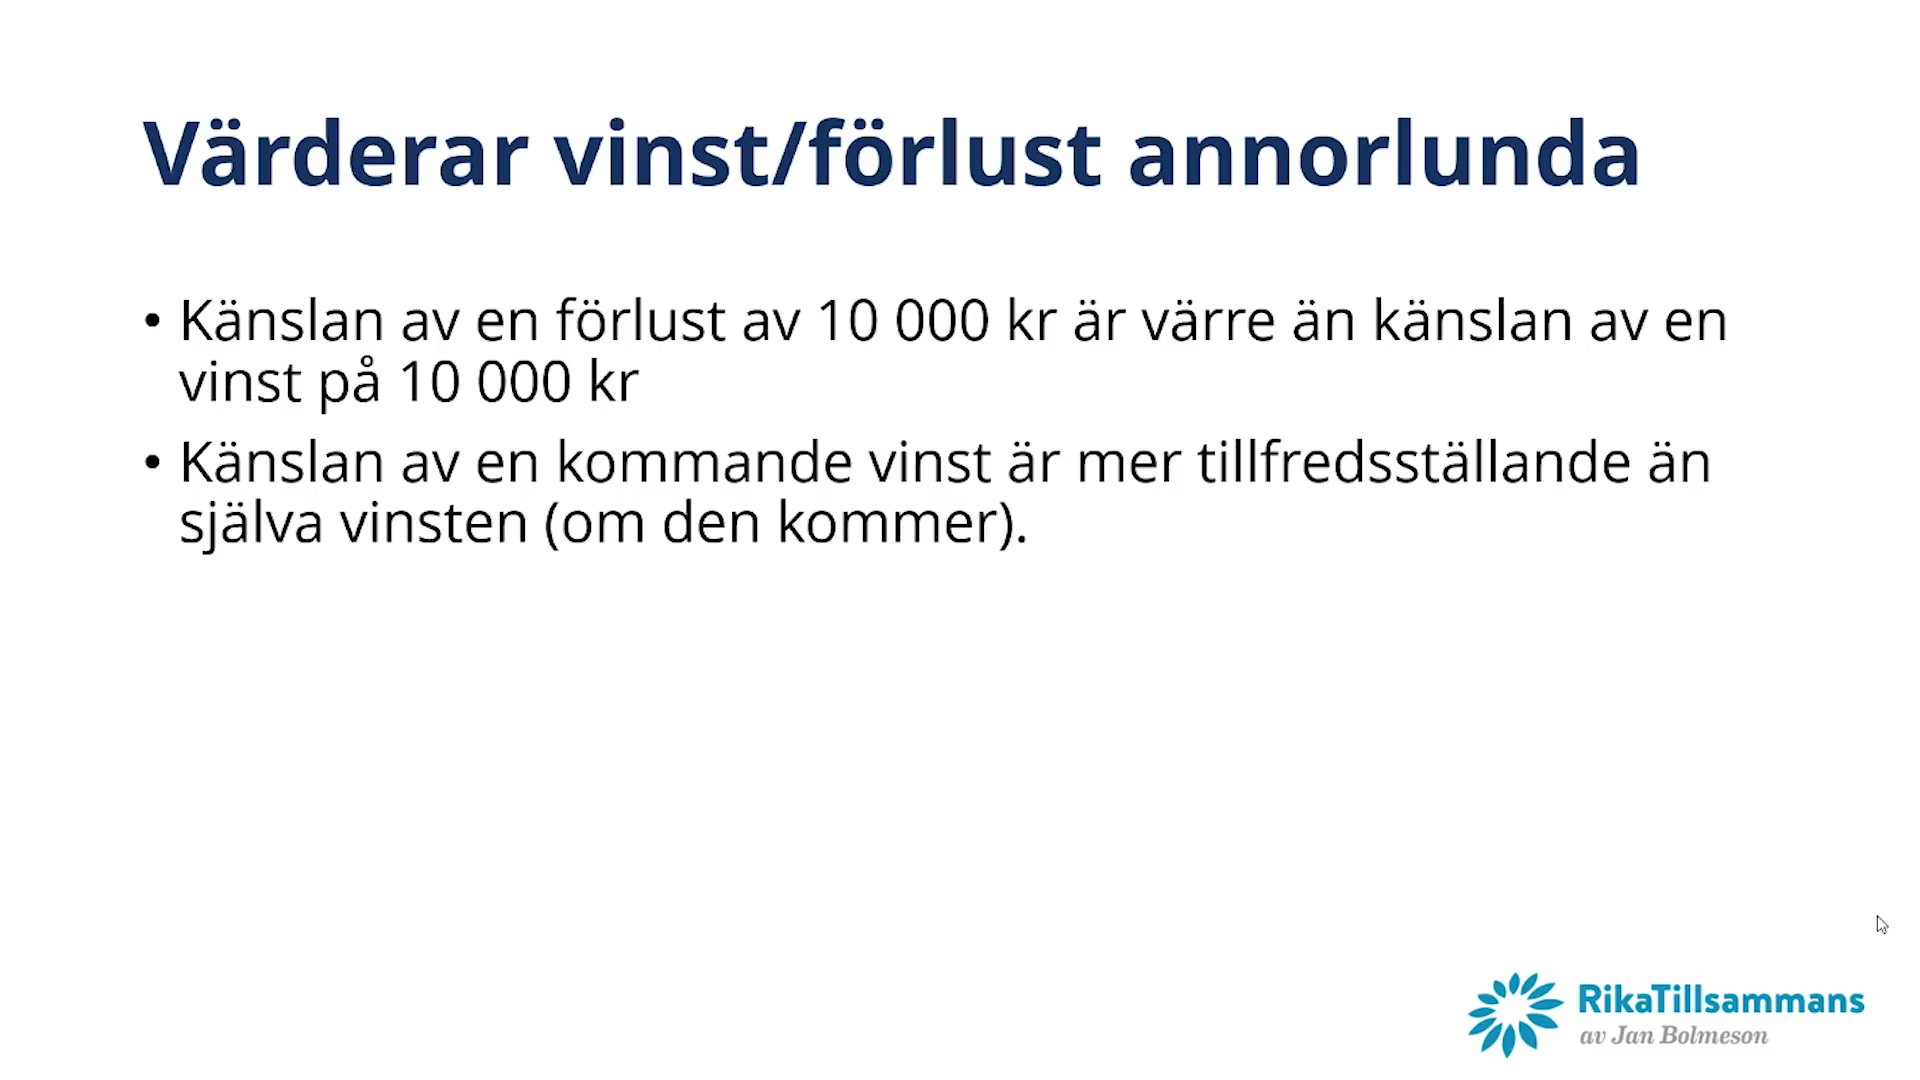 Värderar vinst/förlust annorlunda
• Känslan av en förlust av 10 000 kr är värre än känslan av en
vinst på 10 000 kr
• Känslan av en kommande vinst är mer tillfredsställande än
själva vinsten (om den kommer).
RikaTillsammans
av Jan Bolmeson